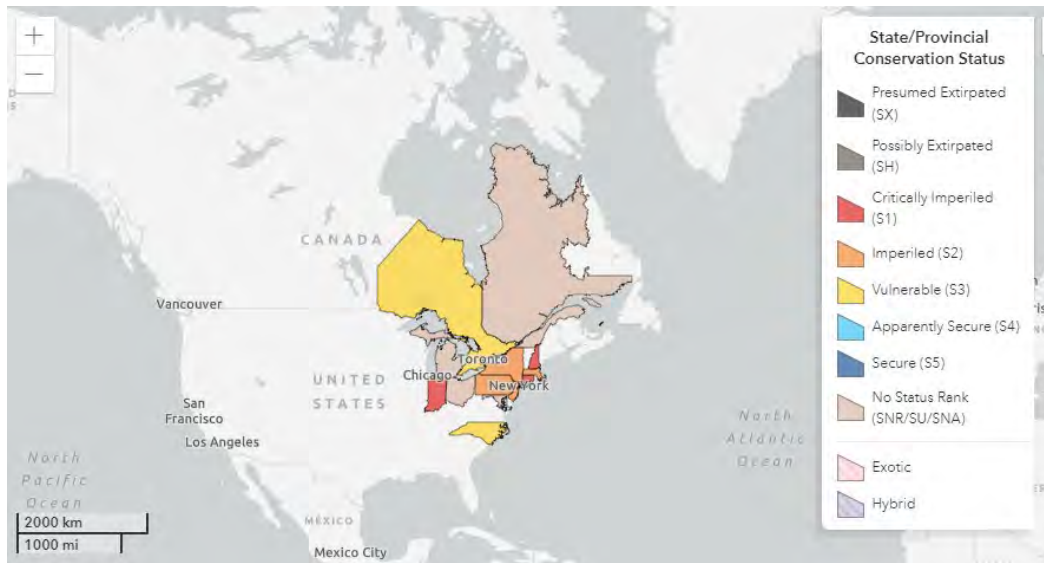 +
−
CANADA
Vancouver
Toronto
Chicago
New York
UNITED
STATES
San
Francisco
Los Angeles
North
Pacific
Ocean
North
Atlantic
Ocean
MÉXICO
Mexico City
2000 km
1000 mi
State/Provincial
Conservation Status
Presumed Extirpated
(SX)
Possibly Extirpated
(SH)
Critically Imperiled
(S1)
Imperiled (S2)
Vulnerable (S3)
Apparently Secure (S4)
Secure (S5)
No Status Rank
(SNR/SU/SNA)
Exotic
Hybrid